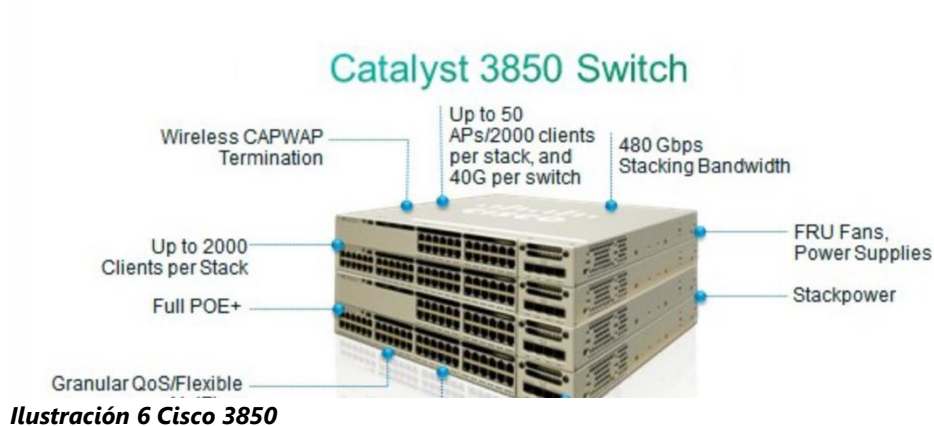 Catalyst 3850 Switch
Up to 50
APs/2000 clients
per stack, and
40G per switch
Wireless CAPWAP
Termination
480 Gbps
Stacking Bandwidth
Up to 2000
Clients per Stack
FRU Fans,
Power Supplies
Full POE+
Stackpower
Granular QoS/Flexible
Ilustración 6 Cisco 3850